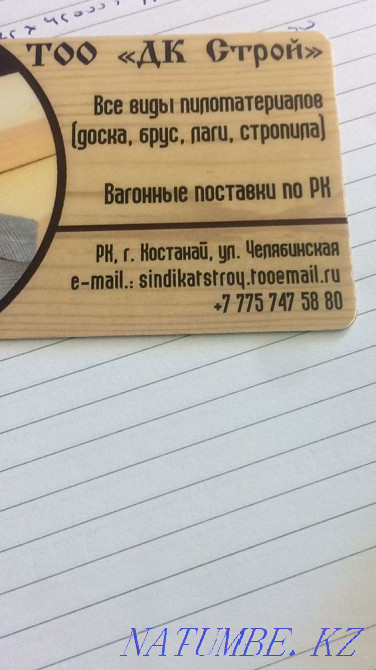 ТОО «ДК Строй»
Все виды пиломатериалов
(доска, брус, лаги, стропила)
Вагонные поставки по РК
РК, г. Костанай, ул. Челябинская
e-mail.: sindikatstroy.tooemail.ru
+7 775 747 58 80
NATUMBE.KZ